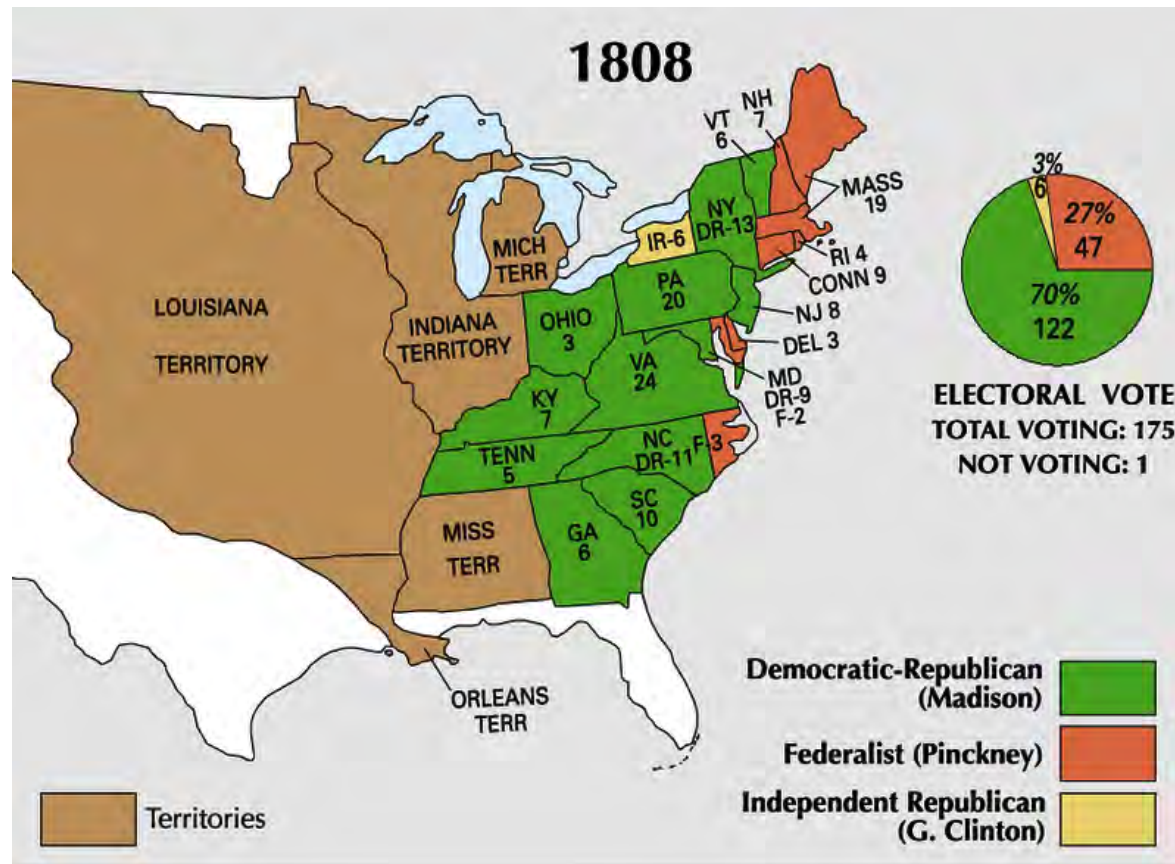 1808
NH
7
VT
6
MASS
19
NY
DR-13
IR-6
RI 4
CONN 9
MICH
TERR
PA
20
NJ 8
LOUISIANA
TERRITORY
INDIANA
TERRITORY
OHIO
3
DEL 3
VA
24
MD
DR-9
F-2
KY
7
NC
DR-11
F-3
TENN
5
SC
10
MISS
TERR
GA
6
ORLEANS
TERR
3%
6
27%
47
70%
122
ELECTORAL VOTE
TOTAL VOTING: 175
NOT VOTING: 1
Democratic-Republican
(Madison)
Federalist (Pinckney)
Independent Republican
(G. Clinton)
Territories